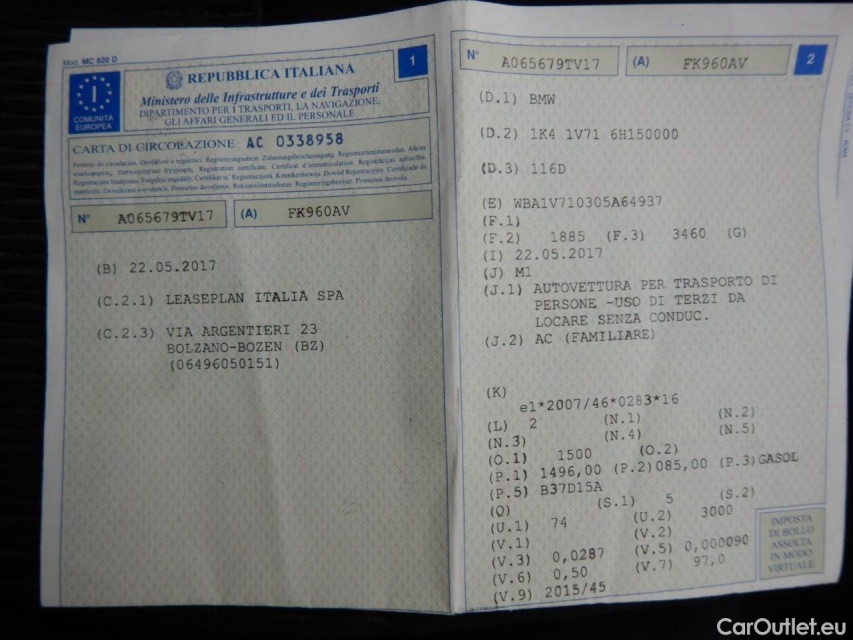 Mod. MC 820 D
COMUNITÀ
EUROPEA
I
1
REPUBBLICA ITALIANA
Ministero delle Infrastrutture e dei Trasporti
DIPARTIMENTO PER I TRASPORTI, LA NAVIGAZIONE,
GLI AFFARI GENERALI ED IL PERSONALE
CARTA DI CIRCOLAZIONE AC 0338958
N° A065679TV17 (A) FK960AV
(B) 22.05.2017
(C.2.1) LEASEPLAN ITALIA SPA
(C.2.3) VIA ARGENTIERI 23
BOLZANO-BOZEN (BZ)
(06496050151)
N° A065679TV17 (A) FK960AV 2
(D.1) BMW
(D.2) 1K4 1V71 6H150000
(D.3) 116D
(E) WBA1V710305A64937
(F.1)
(F.2) 1885 (F.3) 3460 (G)
(I) 22.05.2017
(J) M1
(J.1) AUTOVETTURA PER TRASPORTO DI
PERSONE -USO DI TERZI DA
LOCARE SENZA CONDUC.
(J.2) AC (FAMILIARE)
(K)
e1*2007/46*0283*16
(L) 2 (N.1) (N.2)
(N.3) (N.4) (N.5)
(O.1) 1500 (O.2)
(P.1) 1496,00 (P.2)085,00 (P.3)GASOL
(P.5) B37D15A
(Q) (S.1) 5 (S.2)
(U.1) 74 (U.2) 3000
(V.1) (V.2)
(V.3) 0,0287 (V.5) 0,000090
(V.6) 0,50 (V.7) 97,0
(V.9) 2015/45
IMPOSTA
DI BOLLO
ASSOLTA
IN MODO
VIRTUALE
CarOutlet.eu